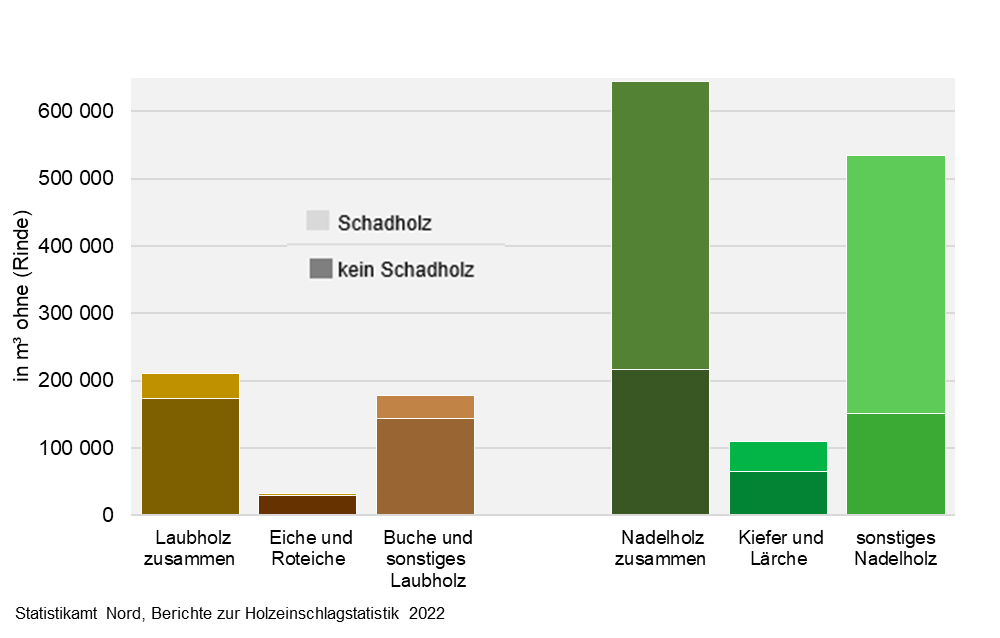 600 000
500 000
400 000
300 000
200 000
100 000
0
in m³ ohne (Rinde)
Schadholz
kein Schadholz
Laubholz
zusammen
Eiche und
Roteiche
Buche und
sonstiges
Laubholz
Nadelholz
zusammen
Kiefer und
Lärche
sonstiges
Nadelholz
Statistikamt Nord, Berichte zur Holzeinschlagstatistik 2022